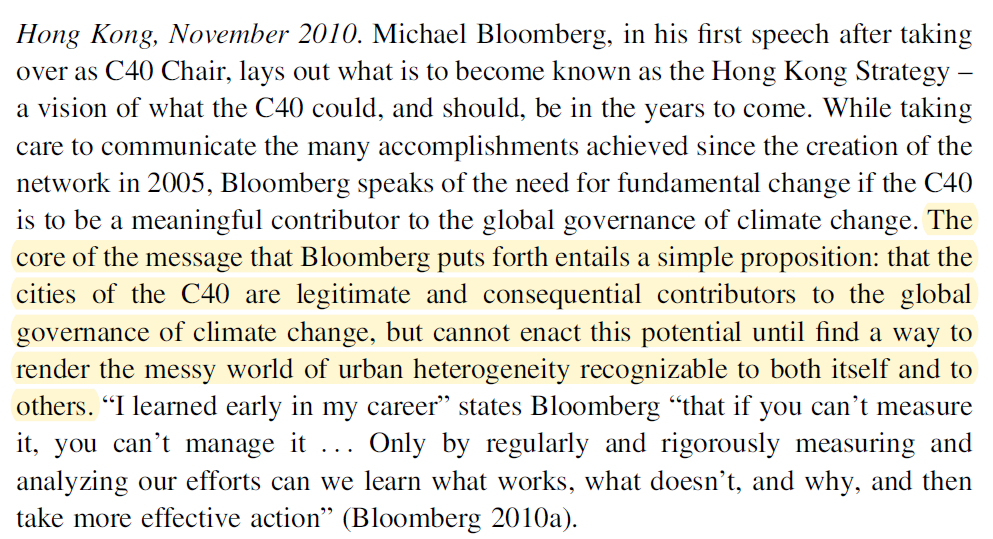 Hong Kong, November 2010. Michael Bloomberg, in his first speech after taking
over as C40 Chair, lays out what is to become known as the Hong Kong Strategy –
a vision of what the C40 could, and should, be in the years to come. While taking
care to communicate the many accomplishments achieved since the creation of the
network in 2005, Bloomberg speaks of the need for fundamental change if the C40
is to be a meaningful contributor to the global governance of climate change. The
core of the message that Bloomberg puts forth entails a simple proposition: that the
cities of the C40 are legitimate and consequential contributors to the global
governance of climate change, but cannot enact this potential until find a way to
render the messy world of urban heterogeneity recognizable to both itself and to
others. “I learned early in my career” states Bloomberg “that if you can’t measure
it, you can’t manage it … Only by regularly and rigorously measuring and
analyzing our efforts can we learn what works, what doesn’t, and why, and then
take more effective action” (Bloomberg 2010a).